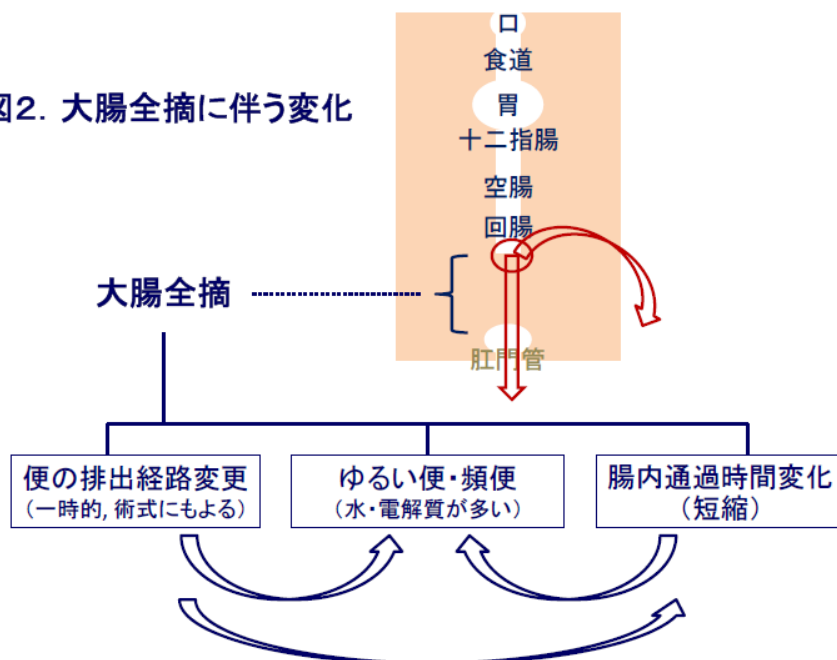 口
食道
図2. 大腸全摘に伴う変化
胃
十二指腸
空腸
回腸
大腸全摘
肛門管
便の排出経路変更
(一時的, 術式にもよる)
ゆるい便・頻便
(水・電解質が多い)
腸内通過時間変化
(短縮)